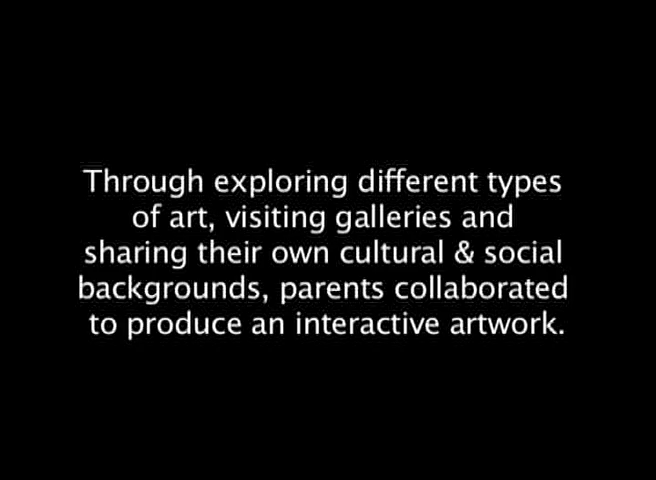 Through exploring different types
of art, visiting galleries and
sharing their own cultural & social
backgrounds, parents collaborated
to produce an interactive artwork.